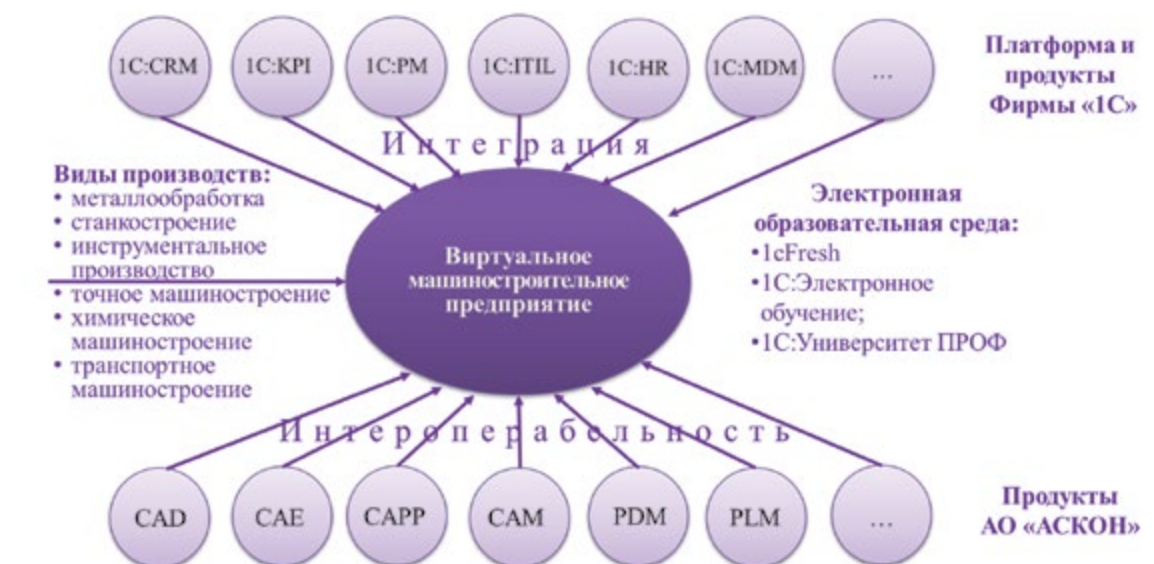 1С:CRM 1С:KPI 1С:PM 1С:ITIL 1С:HR 1С:MDM ...
Платформа и
продукты
Фирмы «1С»
Интеграция
Виды производств:
• металлообработка
• станкостроение
• инструментальное
производство
• точное машиностроение
• химическое
машиностроение
• транспортное
машиностроение
Виртуальное
машиностроительное
предприятие
Электронная
образовательная среда:
•1cFresh
•1С:Электронное
обучение;
•1С:Университет ПРОФ
Интероперабельность
CAD CAE CAPP CAM PDM PLM ...
Продукты
АО «АСКОН»